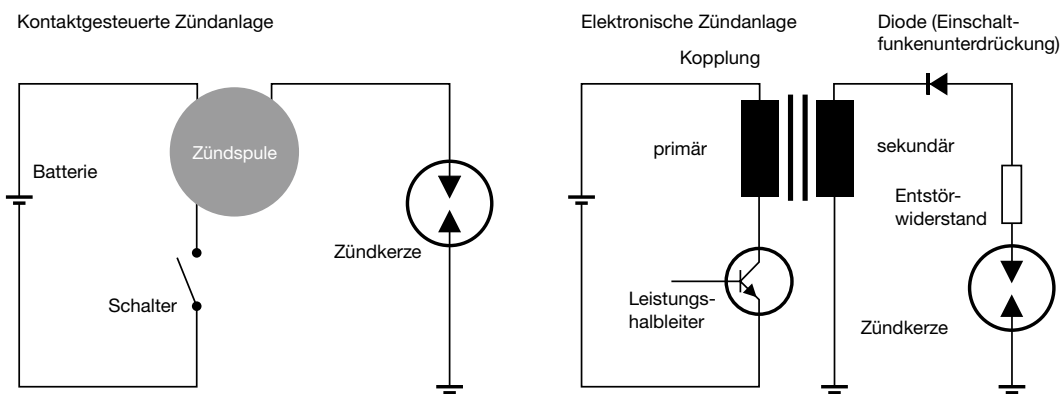 Kontaktgesteuerte Zündanlage
Zündspule
Batterie
Zündkerze
Schalter
Elektronische Zündanlage
Diode (Einschalt-
funkenunterdrückung)
Kopplung
primär
sekundär
Entstör-
widerstand
Leistungs-
halbleiter
Zündkerze